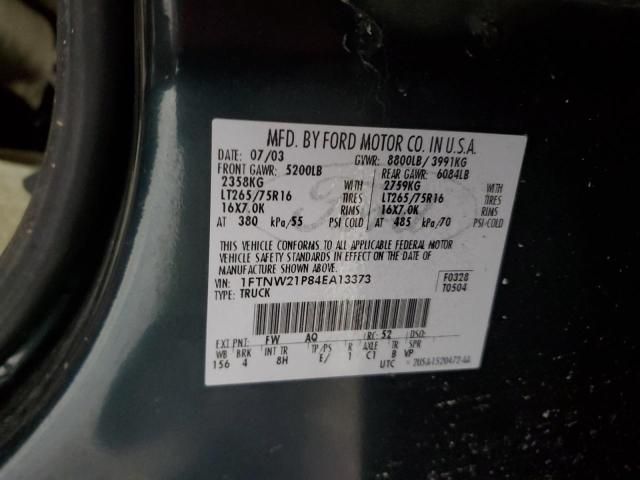 MFD. BY FORD MOTOR CO. IN U.S.A.
DATE: 07/03 GVWR: 8800LB/ 3991KG
FRONT GAWR: 5200LB REAR GAWR: 6084LB
2358KG WITH 2759KG WITH
LT265/75R16 TIRES LT265/75R16 TIRES
16X7.0K RIMS 16X7.0K RIMS
AT 380 kPa/55 PSI COLD AT 485 kPa/70 PSI-COLD
THIS VEHICLE CONFORMS TO ALL APPLICABLE FEDERAL MOTOR
VEHICLE SAFETY STANDARDS IN EFFECT ON THE DATE OF
MANUFACTURE SHOWN ABOVE.
VIN: 1FTNW21P84EA13373 F0328
TYPE: TRUCK T0504
EXT PNT: FW AQ RC: 52 DSO:
WB BRK INT TR TP/PS R AXLE TR SPR
156 4 8H E/ 1 C1 B VP
UTC
Ford